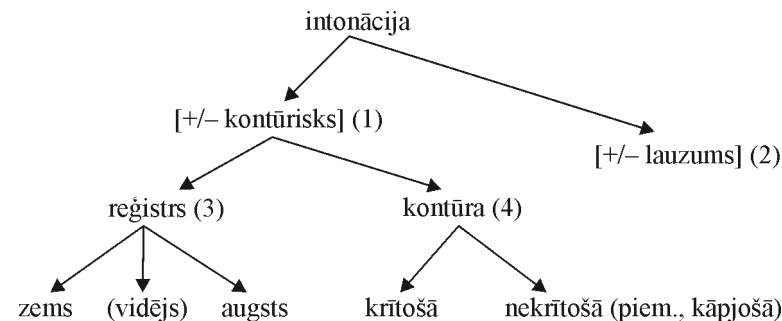 intonācija
[+/– kontūrisks] (1)
[+/– lauzums] (2)
reģistrs (3) kontūra (4)
zems (vidējs) augsts krītošā nekrītošā (piem., kāpjošā)